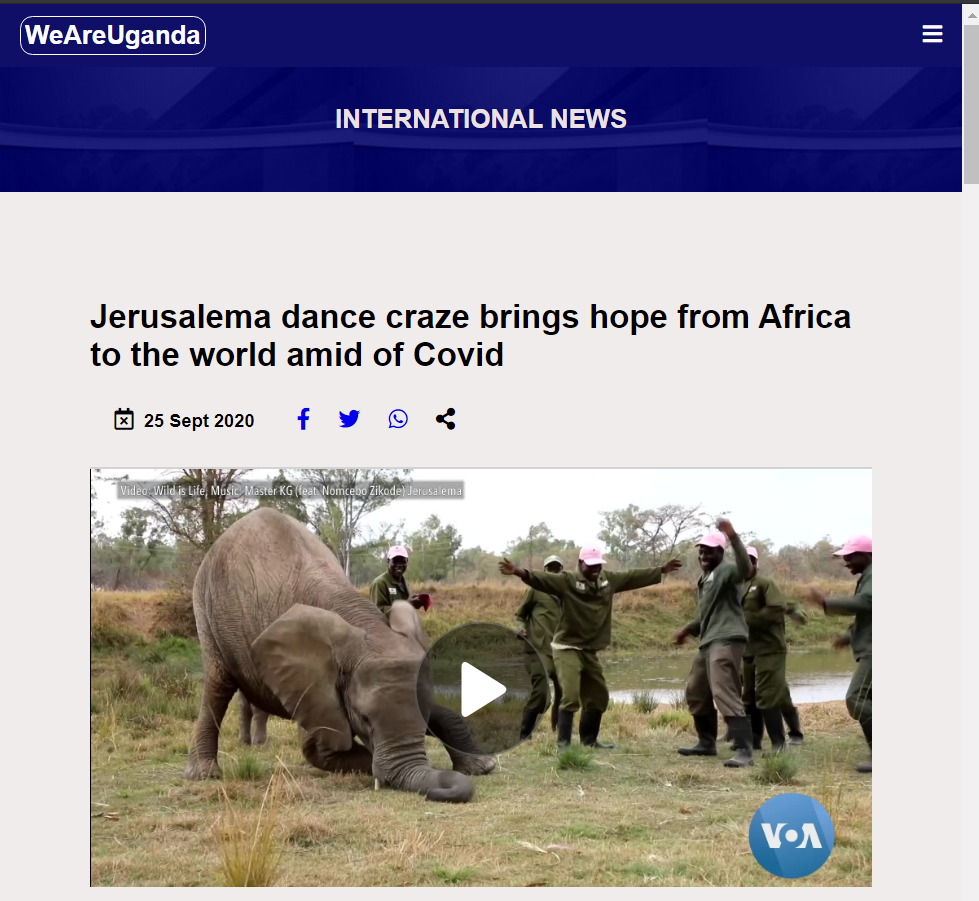 WeAreUganda
INTERNATIONAL NEWS
Jerusalema dance craze brings hope from Africa
to the world amid of Covid
25 Sept 2020
Video: Wild is Life, Music: Master KG (feat. Nomcebo Zikode) Jerusalema
VOA